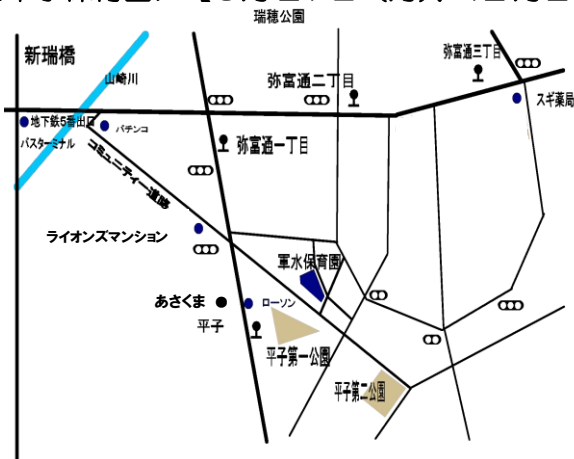 瑞穂公園
新瑞橋
山崎川
弥富通三丁目
弥富通二丁目
スギ薬局
地下鉄5番出口
パチンコ
バスターミナル
弥富通一丁目
コミュニティー道路
ライオンズマンション
軍水保育園
あさくま
ローソン
平子
平子第一公園
平子第二公園